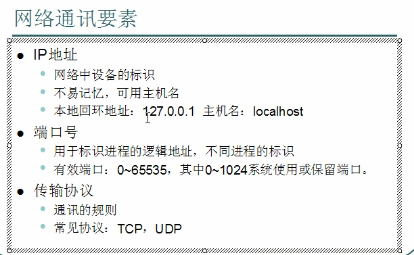 网络通讯要素
IP地址
网络中设备的标识
不易记忆，可用主机名
本地回环地址：127.0.0.1 主机名：localhost
端口号
用于标识进程的逻辑地址，不同进程的标识
有效端口：0~65535，其中0~1024系统使用或保留端口。
传输协议
通讯的规则
常见协议：TCP，UDP